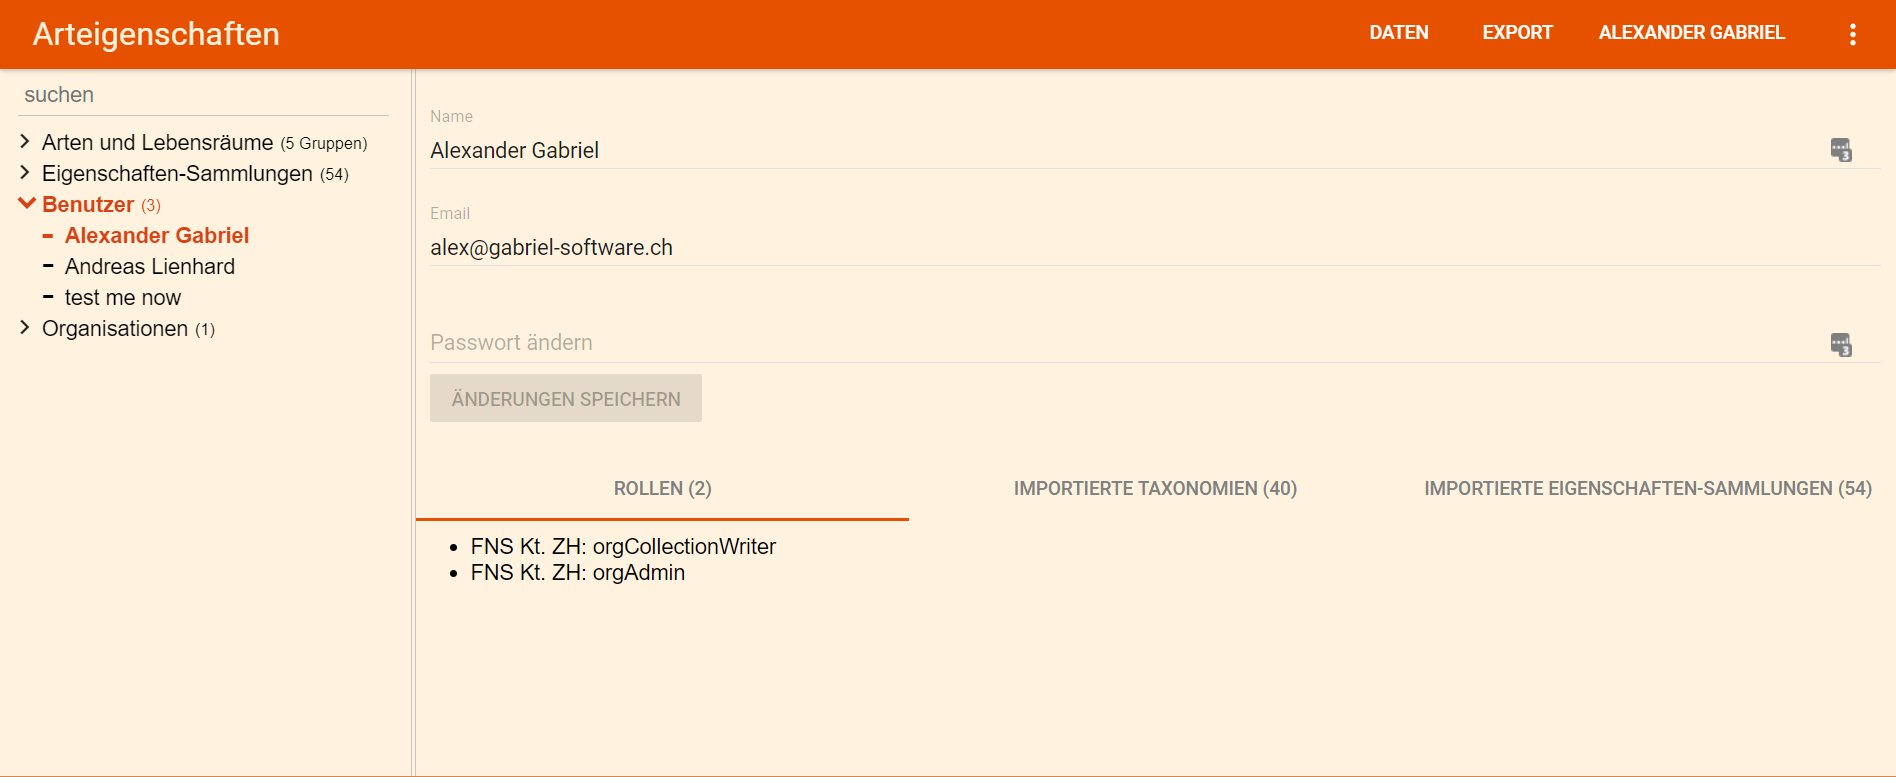 Arteigenschaften
DATEN
EXPORT
ALEXANDER GABRIEL
suchen
Arten und Lebensräume (5 Gruppen)
Eigenschaften-Sammlungen (54)
Benutzer (3)
Alexander Gabriel
Andreas Lienhard
test me now
Organisationen (1)
Name
Alexander Gabriel
3
Email
alex@gabriel-software.ch
Passwort ändern
3
ÄNDERUNGEN SPEICHERN
ROLLEN (2)
IMPORTIERTE TAXONOMIEN (40)
IMPORTIERTE EIGENSCHAFTEN-SAMMLUNGEN (54)
FNS Kt. ZH: orgCollectionWriter
FNS Kt. ZH: orgAdmin